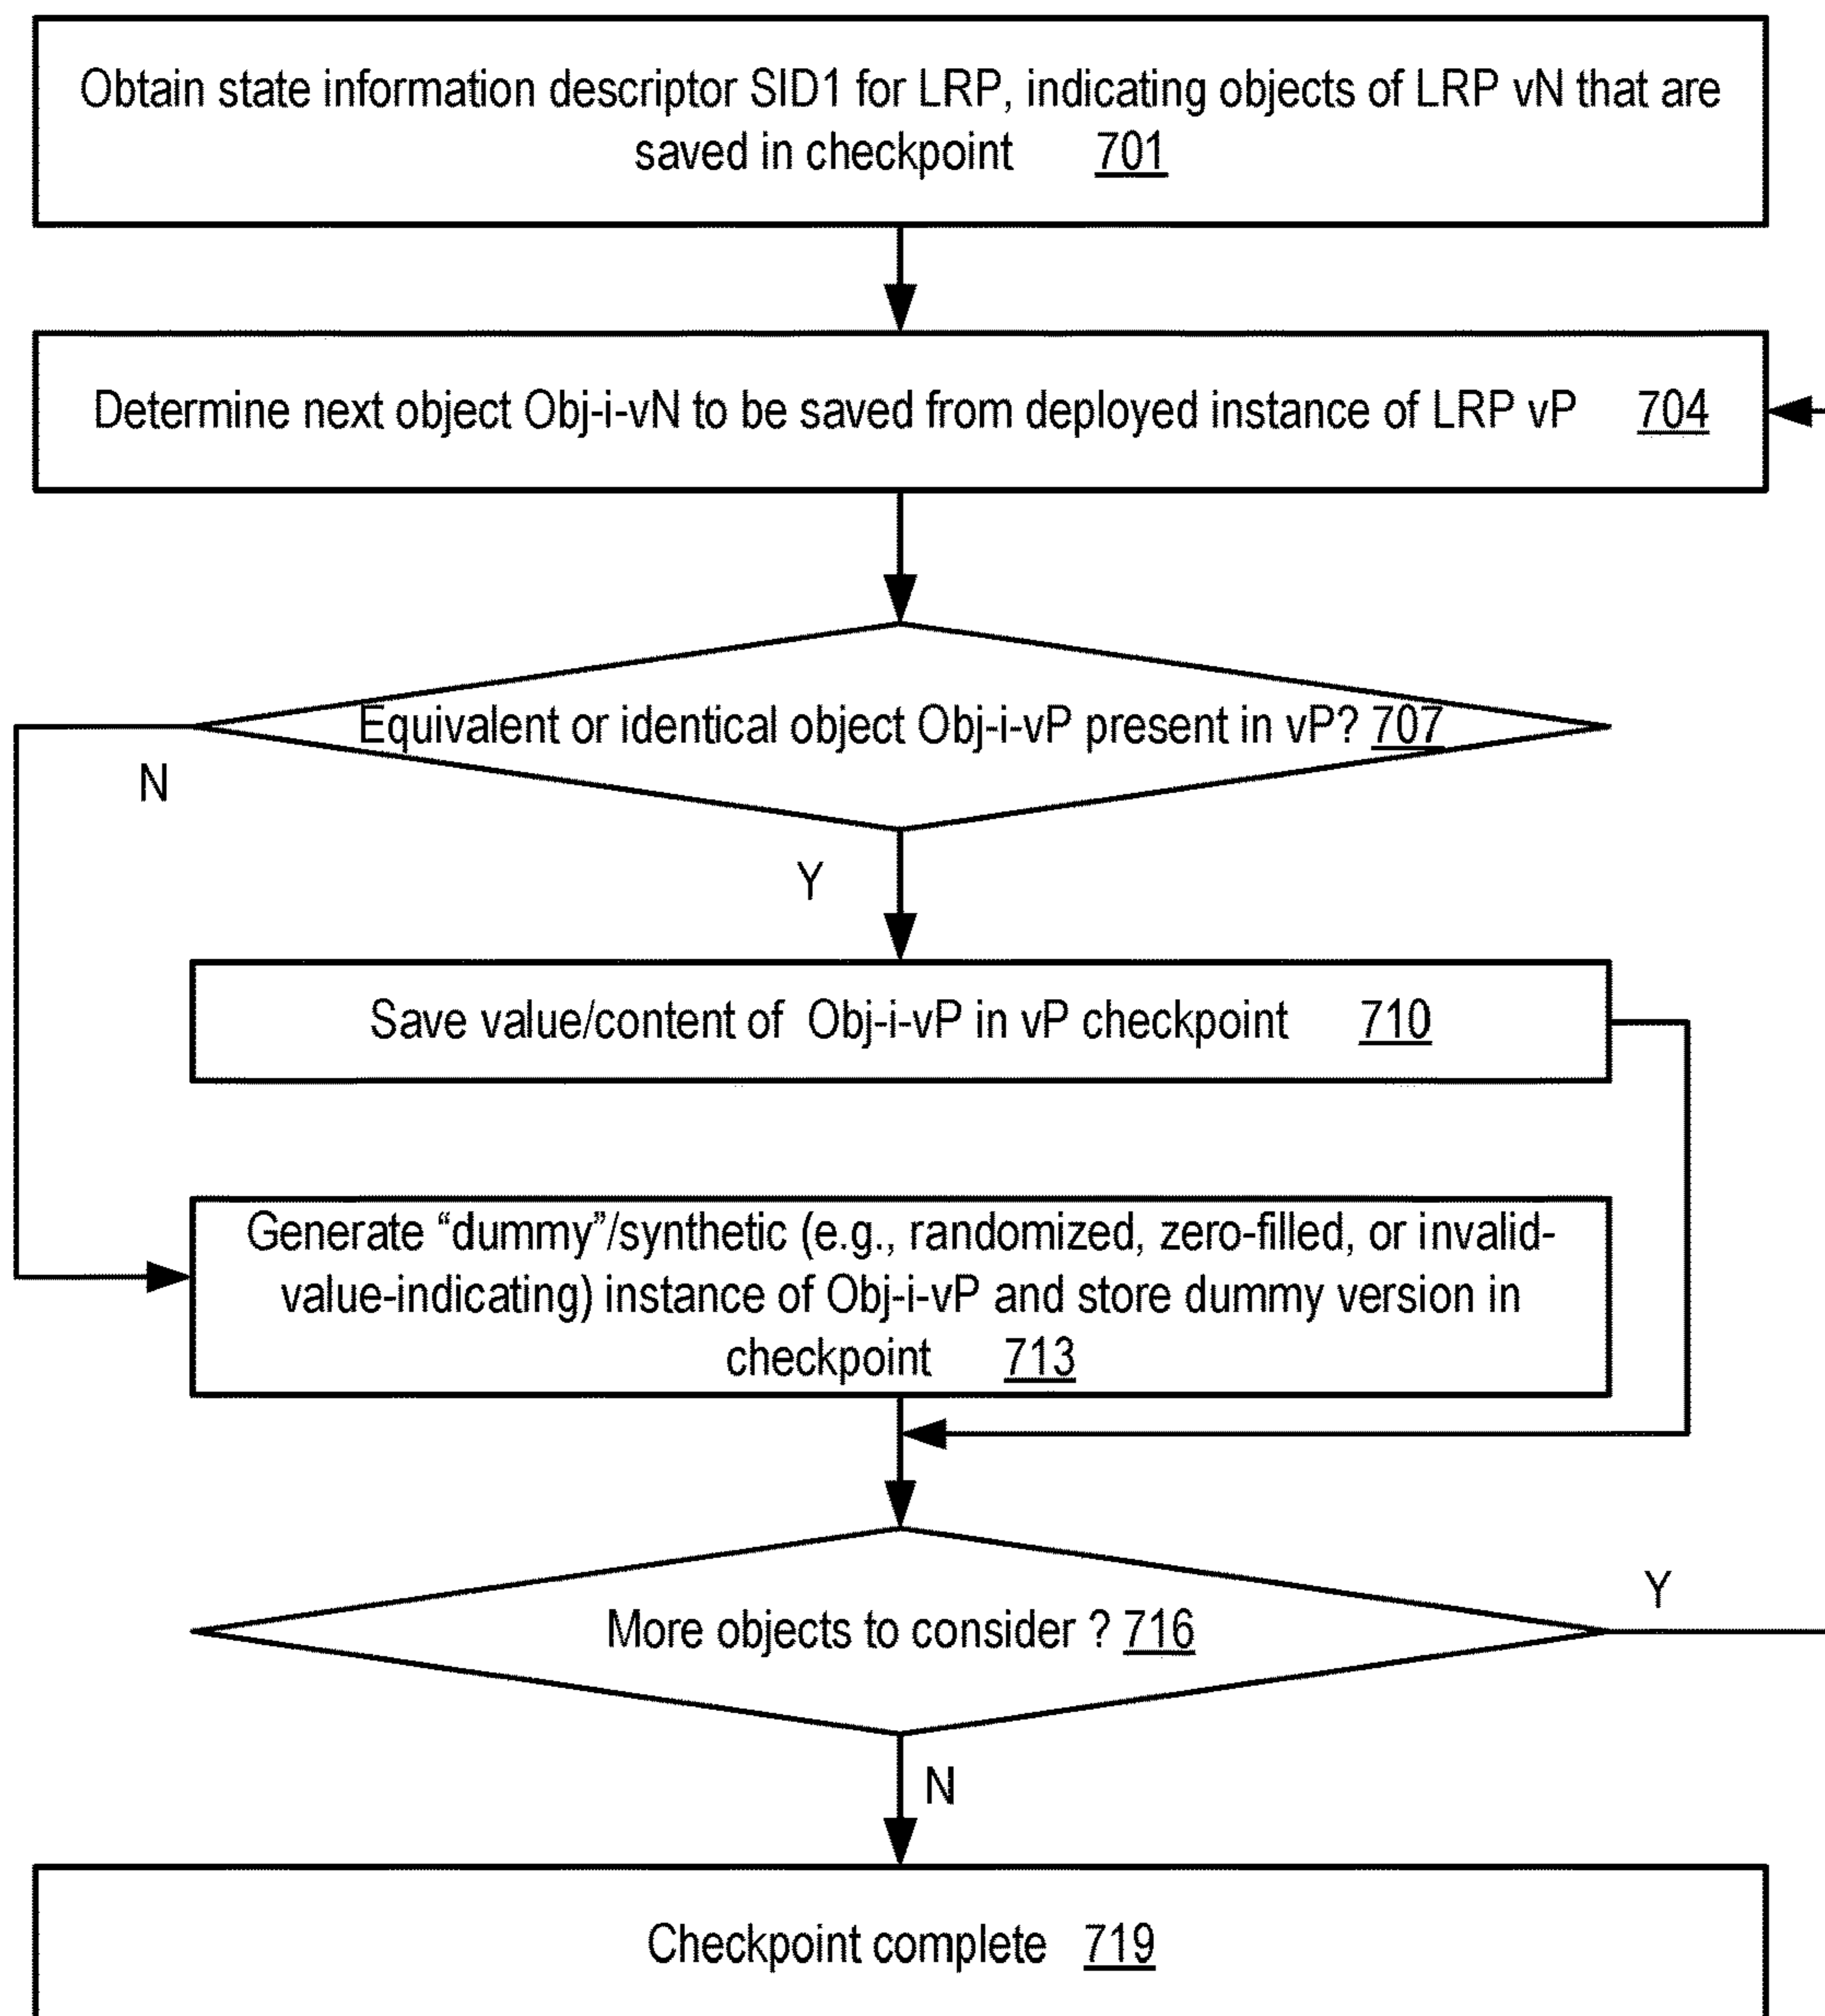 Obtain state information descriptor SID1 for LRP, indicating objects of LRP vN that are
saved in checkpoint 701
Determine next object Obj-i-vN to be saved from deployed instance of LRP vP 704
Equivalent or identical object Obj-i-vP present in vP? 707
N
Y
Save value/content of Obj-i-vP in vP checkpoint 710
Generate “dummy”/synthetic (e.g., randomized, zero-filled, or invalid-
value-indicating) instance of Obj-i-vP and store dummy version in
checkpoint 713
Y
More objects to consider ? 716
N
Checkpoint complete 719